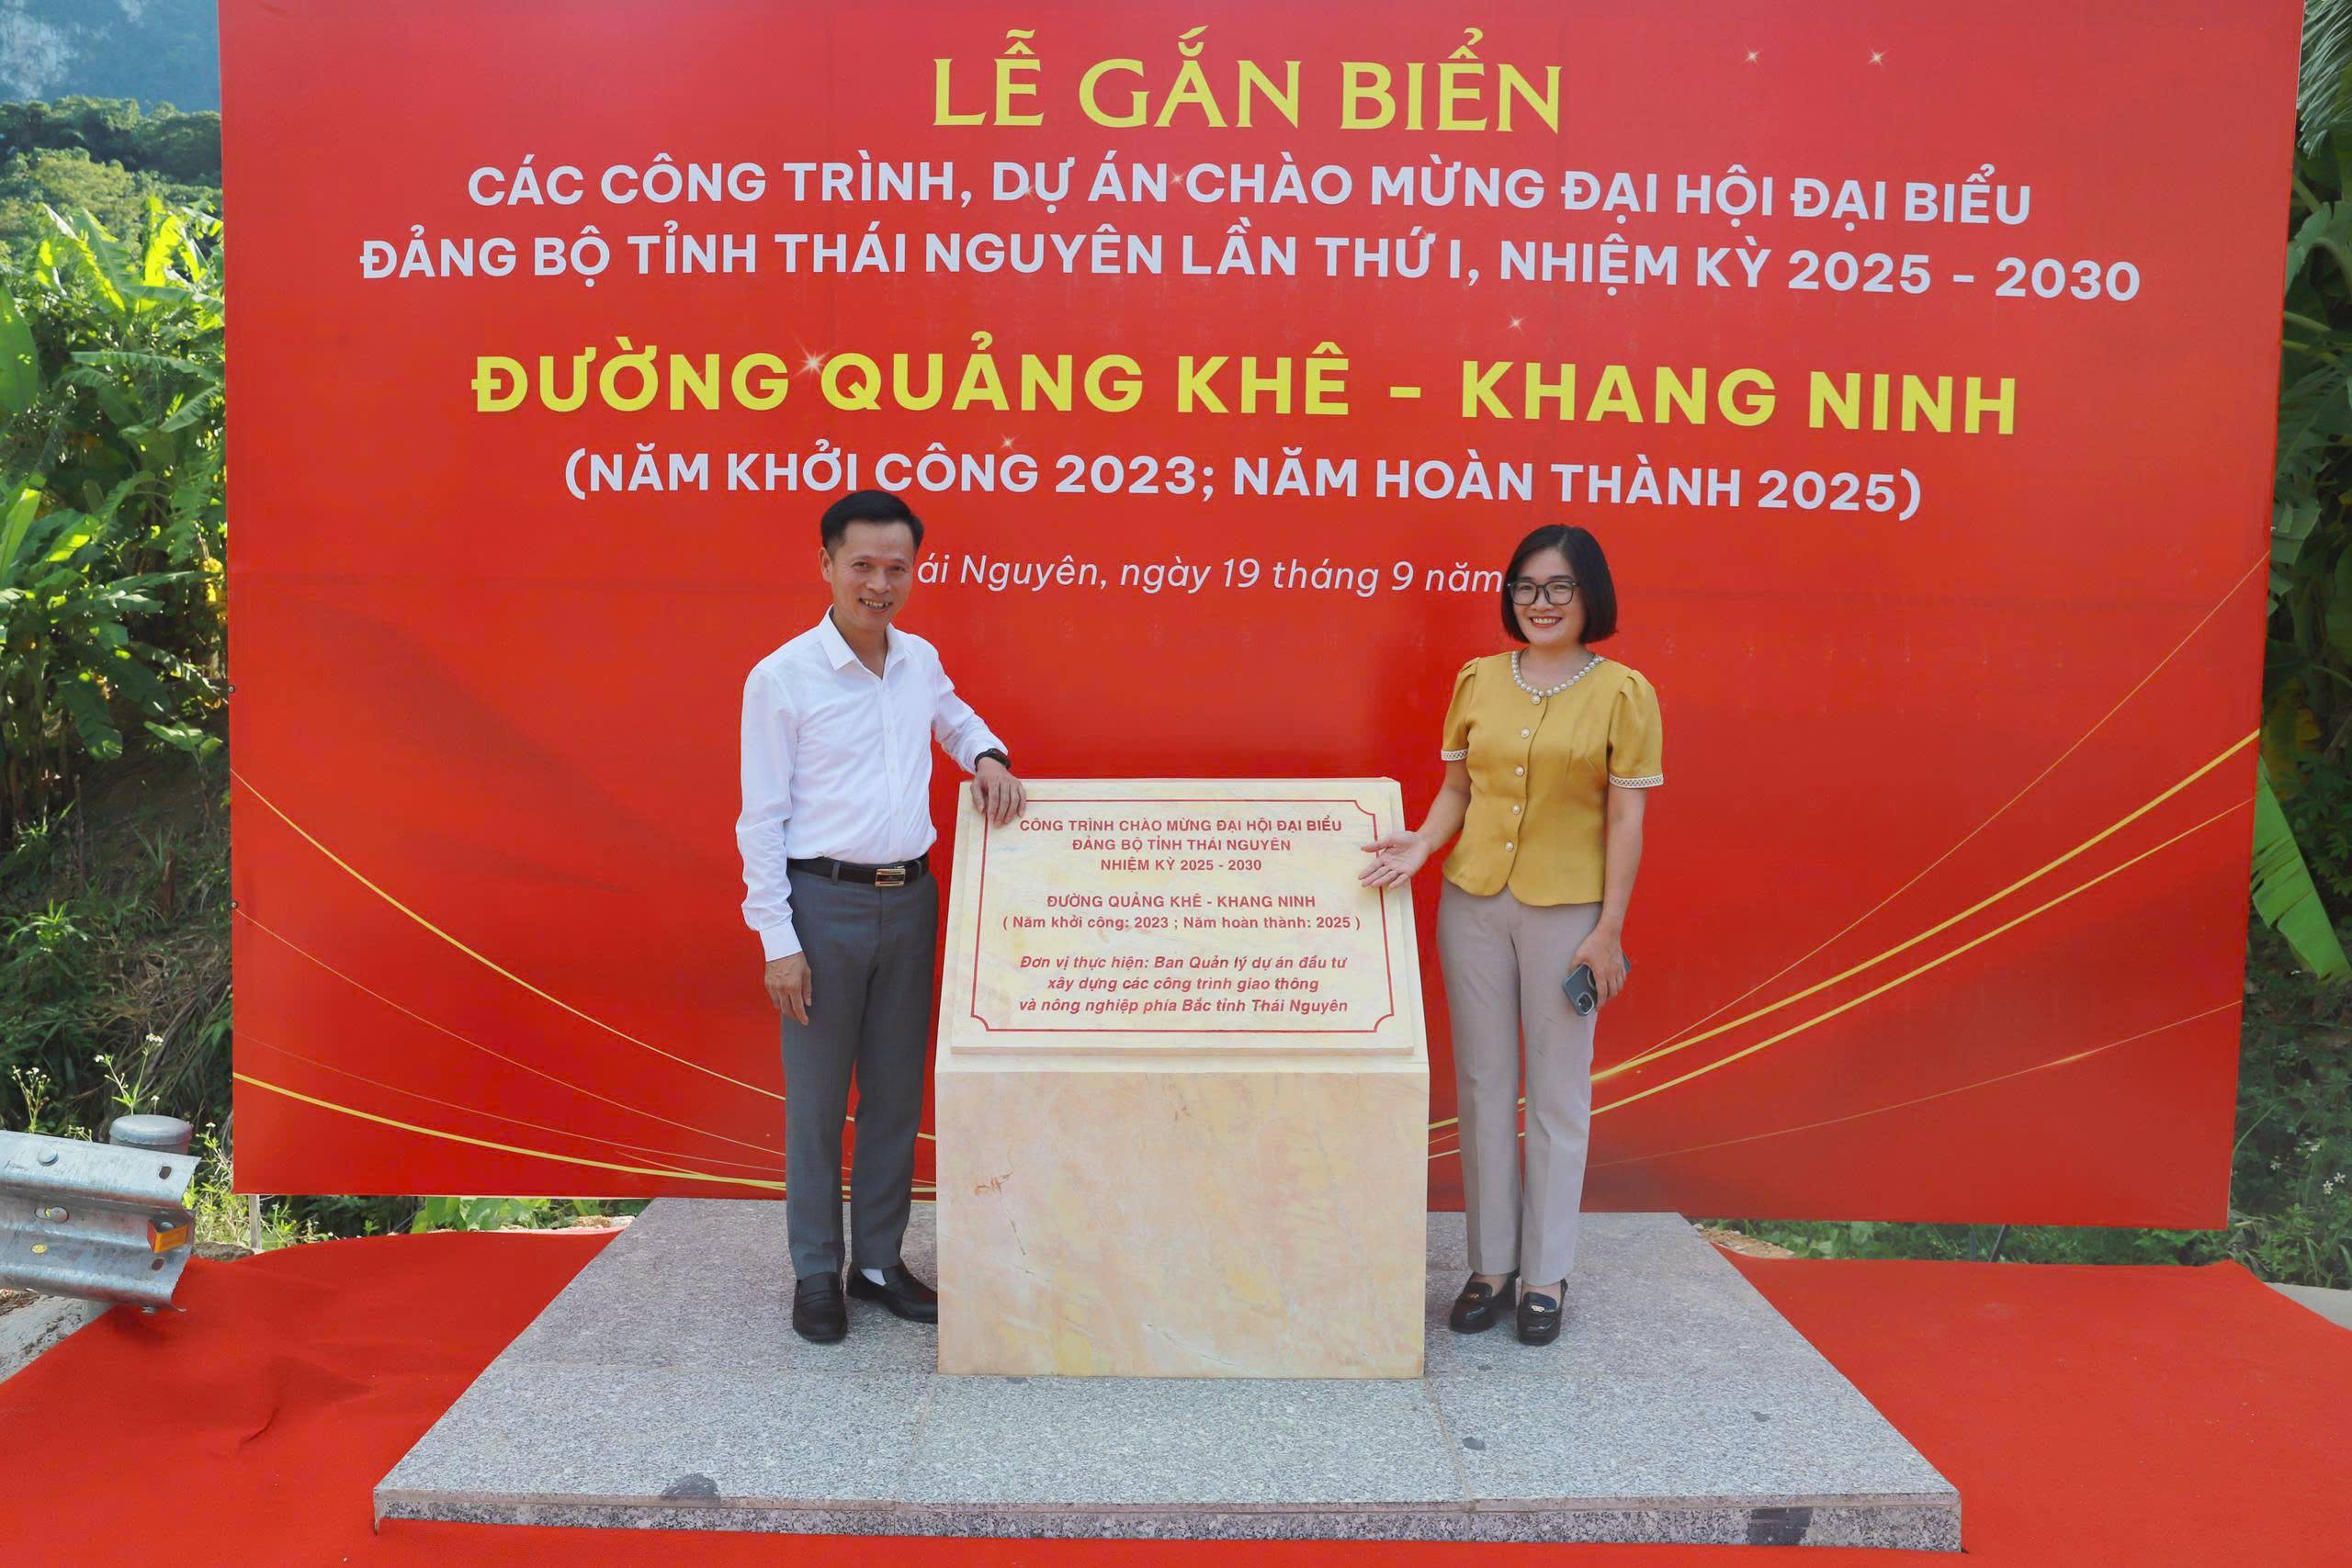 LỄ GẮN BIỂN
CÁC CÔNG TRÌNH, DỰ ÁN CHÀO MỪNG ĐẠI HỘI ĐẠI BIỂU
ĐẢNG BỘ TỈNH THÁI NGUYÊN LẦN THỨ I, NHIỆM KỲ 2025 - 2030
ĐƯỜNG QUẢNG KHÊ - KHANG NINH
(NĂM KHỞI CÔNG 2023; NĂM HOÀN THÀNH 2025)
ái Nguyên, ngày 19 tháng 9 năm
CÔNG TRÌNH CHÀO MỪNG ĐẠI HỘI ĐẠI BIỂU
ĐẢNG BỘ TỈNH THÁI NGUYÊN
NHIỆM KỲ 2025 - 2030
ĐƯỜNG QUẢNG KHÊ - KHANG NINH
( Năm khởi công: 2023 ; Năm hoàn thành: 2025 )
Đơn vị thực hiện: Ban Quản lý dự án đầu tư
xây dựng các công trình giao thông
và nông nghiệp phía Bắc tỉnh Thái Nguyên